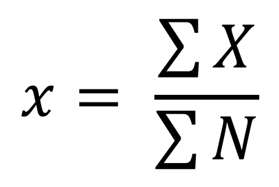 x = ∑ X / ∑ N